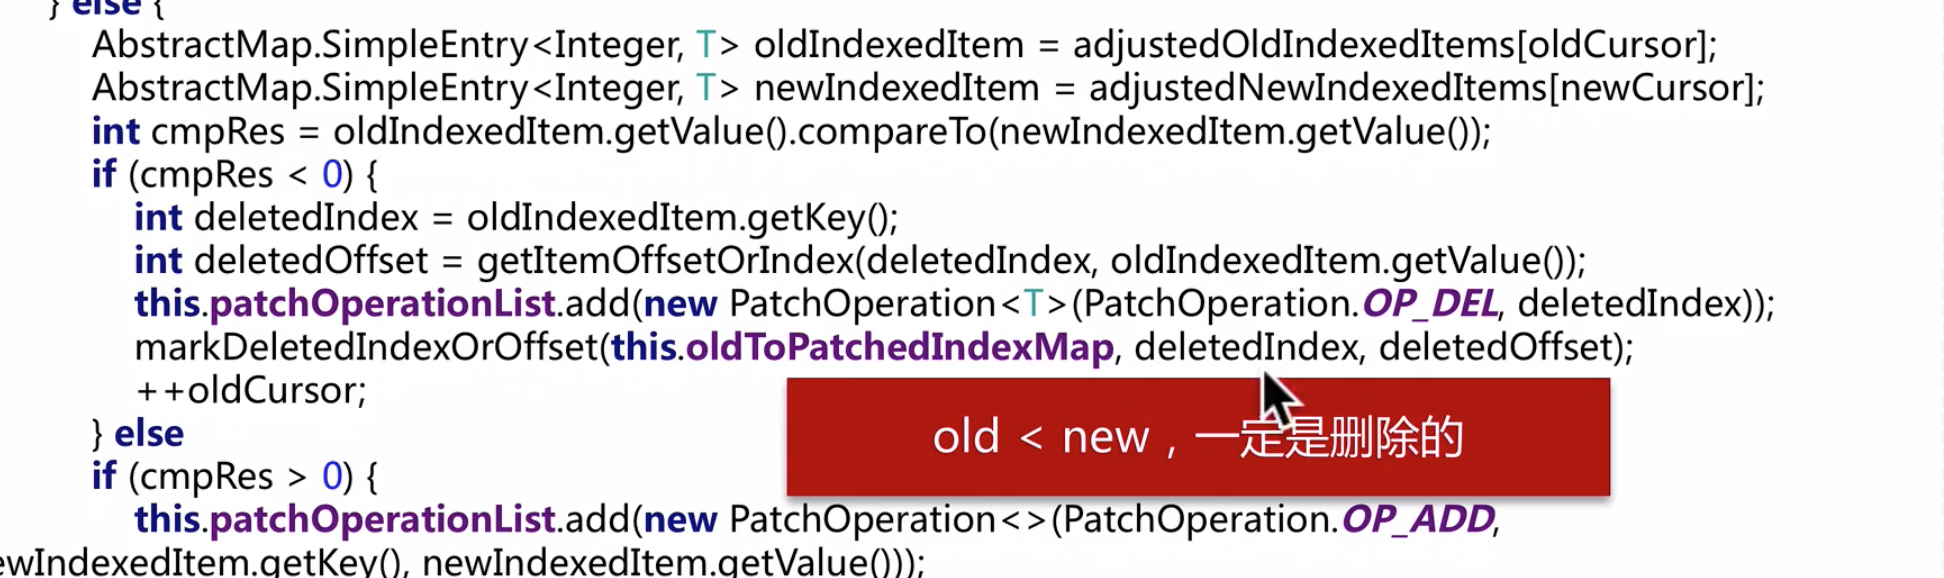 } else {
AbstractMap.SimpleEntry<Integer, T> oldIndexedItem = adjustedOldIndexedItems[oldCursor];
AbstractMap.SimpleEntry<Integer, T> newIndexedItem = adjustedNewIndexedItems[newCursor];
int cmpRes = oldIndexedItem.getValue().compareTo(newIndexedItem.getValue());
if (cmpRes < 0) {
int deletedIndex = oldIndexedItem.getKey();
int deletedOffset = getItemOffsetOrIndex(deletedIndex, oldIndexedItem.getValue());
this.patchOperationList.add(new PatchOperation<T>(PatchOperation.OP_DEL, deletedIndex));
markDeletedIndexOrOffset(this.oldToPatchedIndexMap, deletedIndex, deletedOffset);
++oldCursor;
} else
if (cmpRes > 0) {
old < new，一定是删除的
this.patchOperationList.add(new PatchOperation<>(PatchOperation.OP_ADD,
ewIndexedItem.getKey(), newIndexedItem.getValue()));